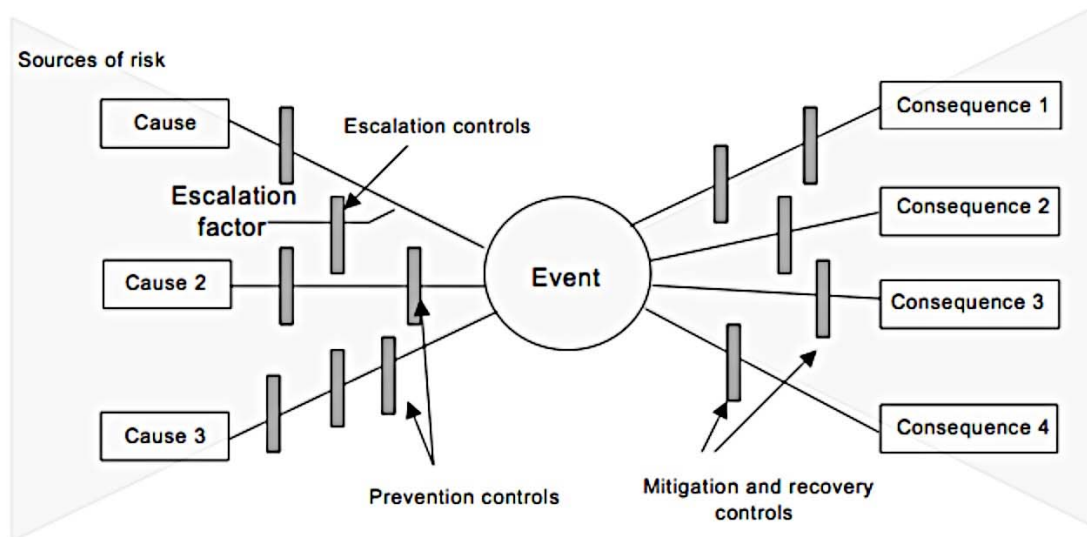 Sources of risk
Cause
Escalation controls
Escalation
factor
Cause 2
Cause 3
Prevention controls
Event
Consequence 1
Consequence 2
Consequence 3
Consequence 4
Mitigation and recovery
controls